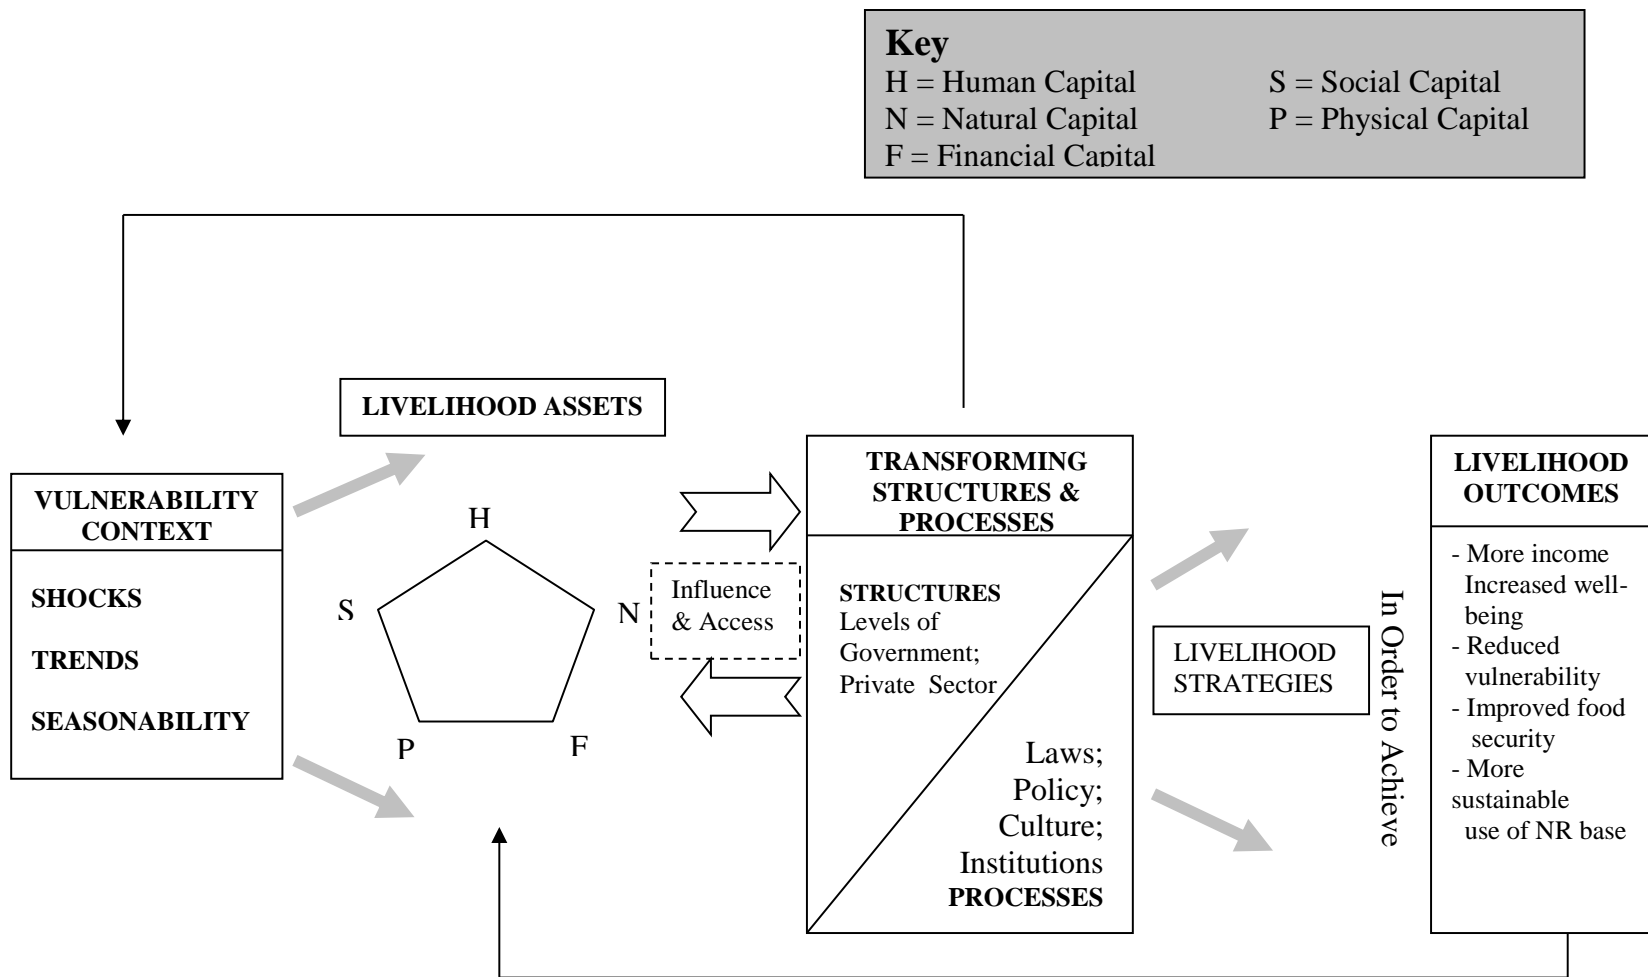 Key
H = Human Capital
S = Social Capital
N = Natural Capital
P = Physical Capital
F = Financial Capital
LIVELIHOOD ASSETS
VULNERABILITY
CONTEXT
SHOCKS
TRENDS
SEASONABILITY
H
S
N
P
F
Influence
& Access
TRANSFORMING
STRUCTURES &
PROCESSES
STRUCTURES
Levels of
Government;
Private Sector
Laws;
Policy;
Culture;
Institutions
PROCESSES
LIVELIHOOD
STRATEGIES
In Order to Achieve
LIVELIHOOD
OUTCOMES
- More income
Increased well-
being
- Reduced
vulnerability
- Improved food
security
- More
sustainable
use of NR base